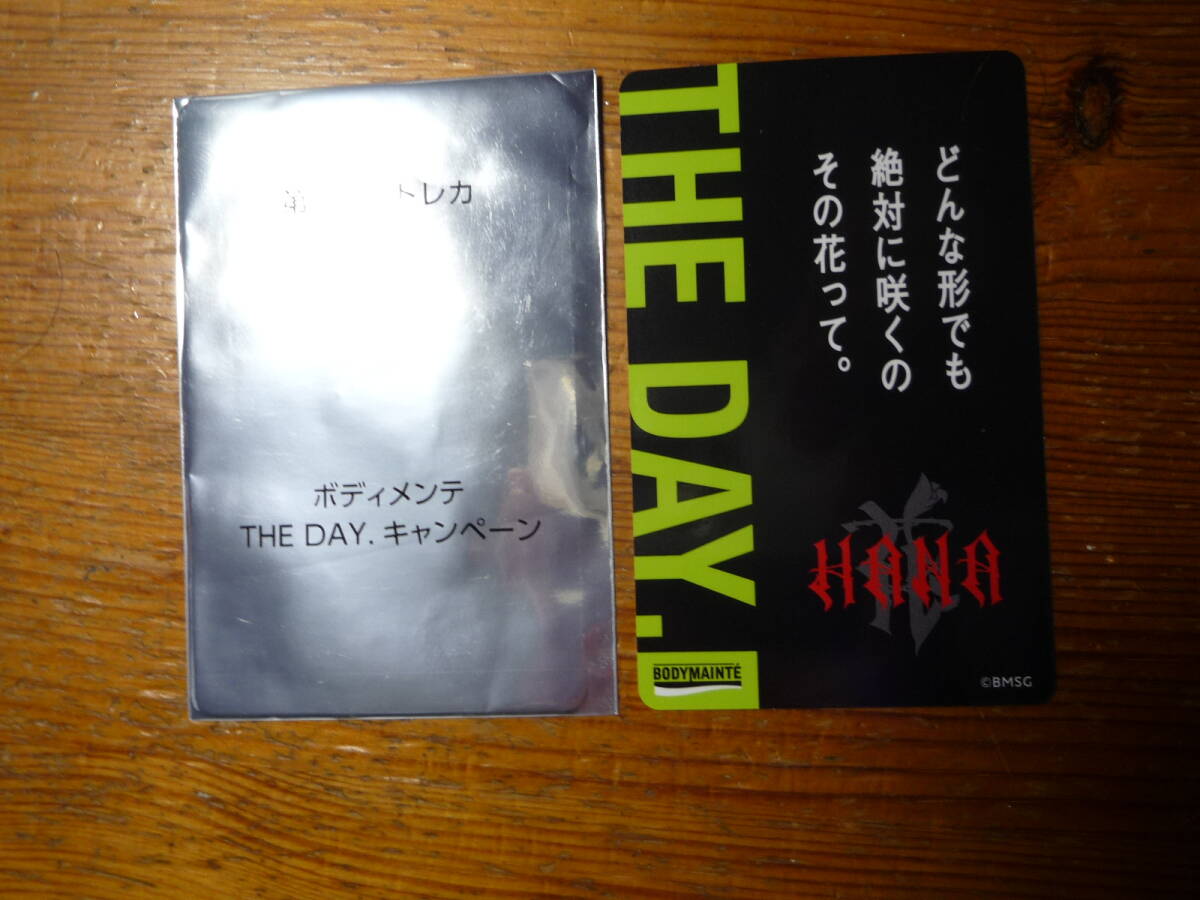 トレカ
ボディメンテ
THE DAY. キャンペーン
THE DAY.
どんな形でも
絶対に咲くの
その花って。
HANA
BODYMAINTÉ
©BMSG